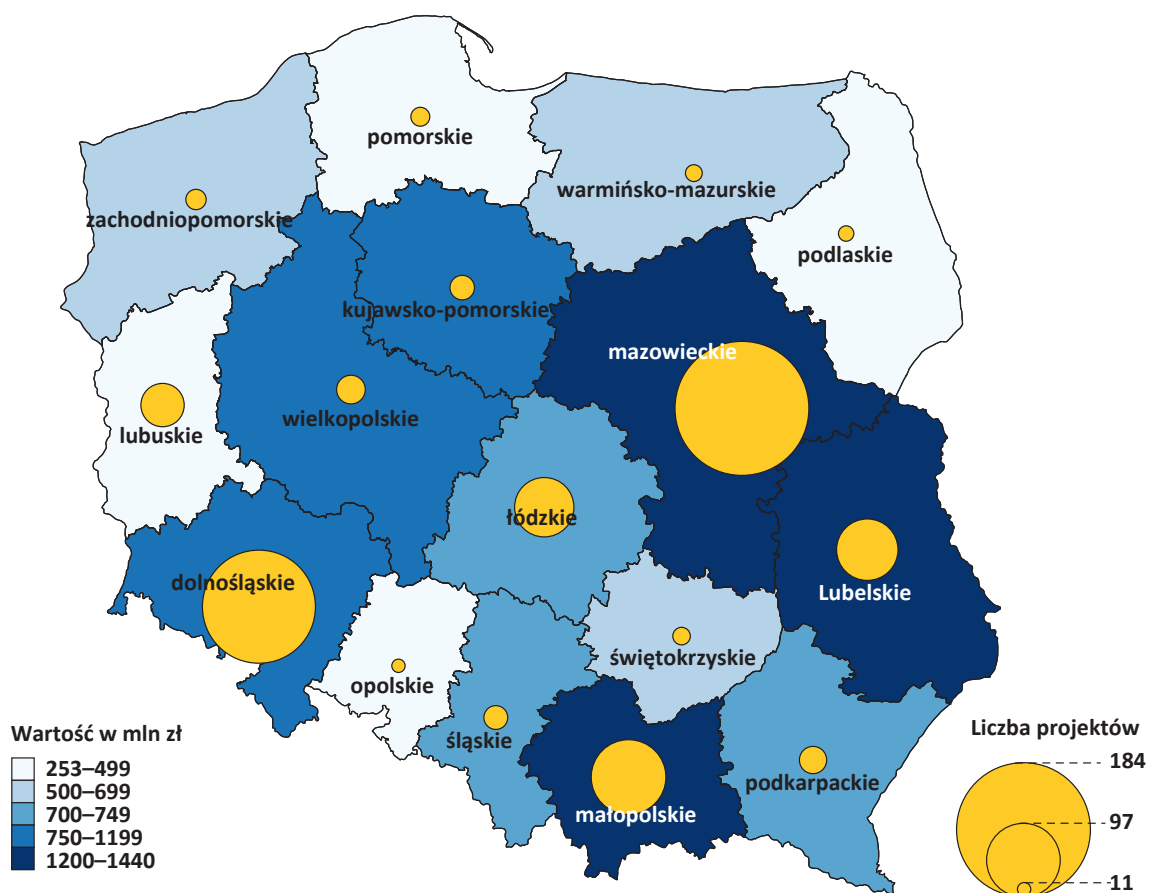 pomorskie
warmińsko-mazurskie
zachodniopomorskie
podlaskie
kujawsko-pomorskie
mazowieckie
wielkopolskie
lubuskie
łódzkie
dolnośląskie
Lubelskie
świętokrzyskie
opolskie
śląskie
podkarpackie
małopolskie
Wartość w mln zł
253–499
500–699
700–749
750–1199
1200–1440
Liczba projektów
184
97
11